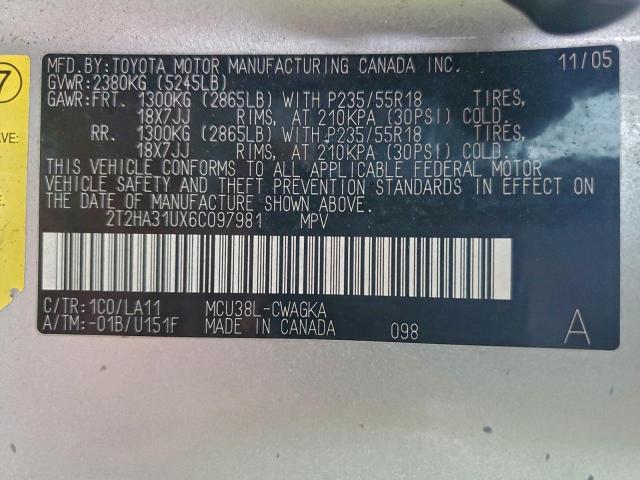 7
MFD.BY:TOYOTA MOTOR MANUFACTURING CANADA INC. 11/05
GVWR:2380KG (5245LB)
GAWR:FRT. 1300KG (2865LB) WITH P235/55R18 TIRES,
18X7JJ RIMS, AT 210KPA (30PSI) COLD.
RR. 1300KG (2865LB) WITH P235/55R18 TIRES,
18X7JJ RIMS, AT 210KPA (30PSI) COLD.
THIS VEHICLE CONFORMS TO ALL APPLICABLE FEDERAL MOTOR
VEHICLE SAFETY AND THEFT PREVENTION STANDARDS IN EFFECT ON
THE DATE OF MANUFACTURE SHOWN ABOVE.
2T2HA31UX6C097981 MPV
AVE:
C/TR:1C0/LA11 MCU38L-CWAGKA
A/TM:-01B/U151F MADE IN CANADA 098 A